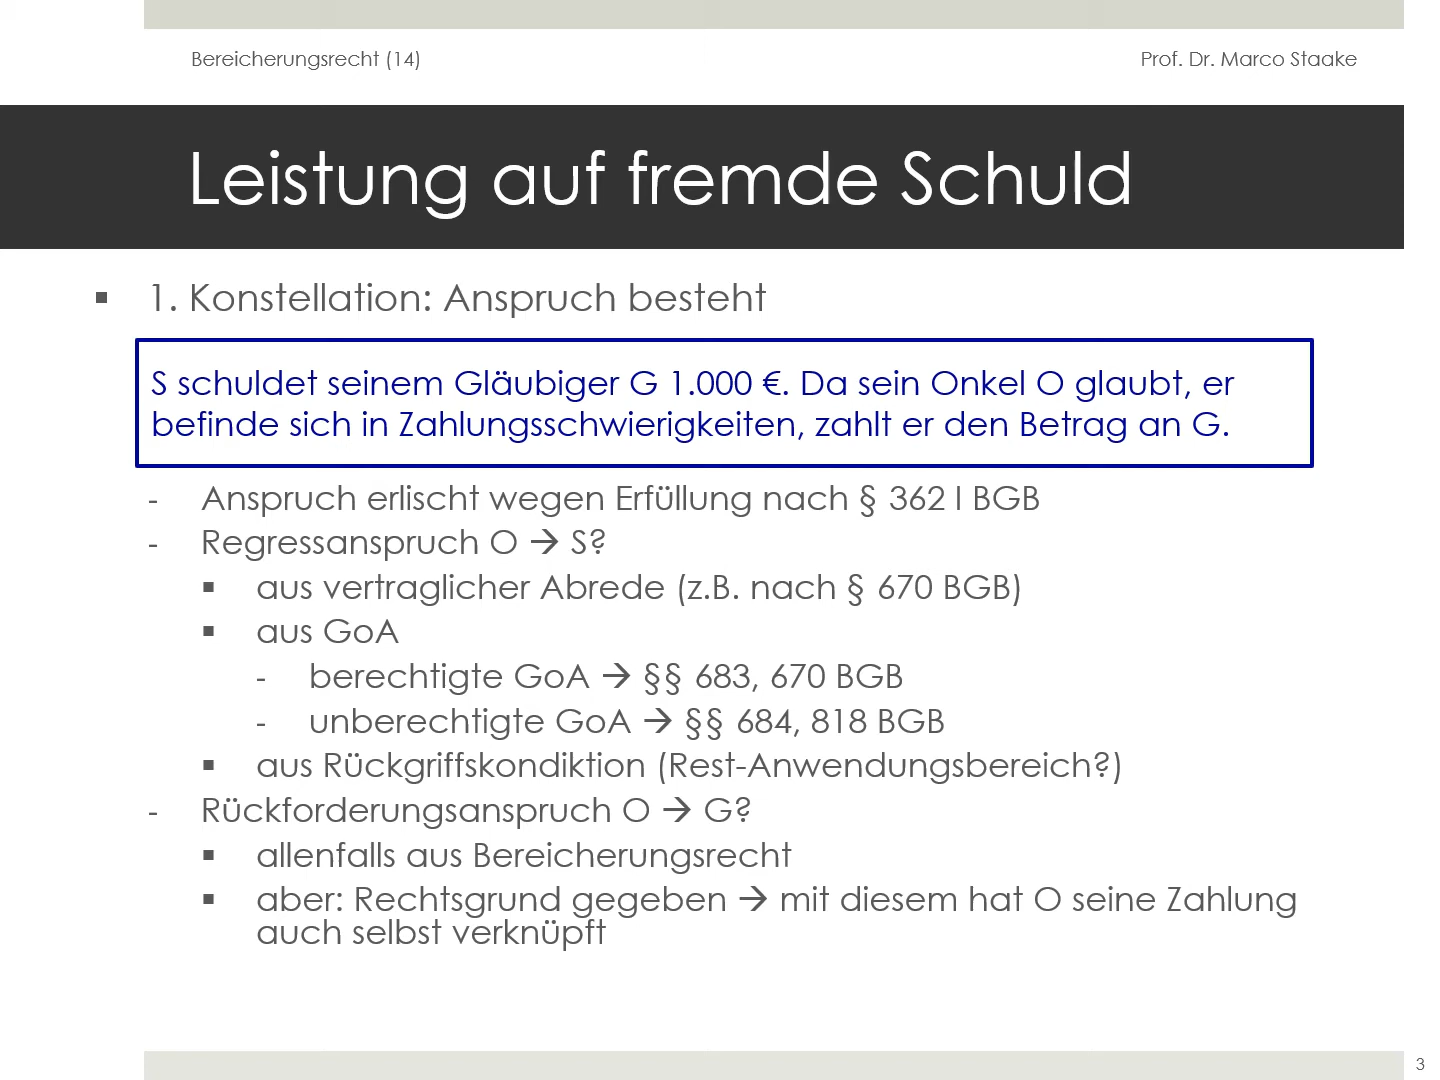 Bereicherungsrecht (14)
Prof. Dr. Marco Staake
Leistung auf fremde Schuld
▪ 1. Konstellation: Anspruch besteht
S schuldet seinem Gläubiger G 1.000 €. Da sein Onkel O glaubt, er
befinde sich in Zahlungsschwierigkeiten, zahlt er den Betrag an G.
- Anspruch erlischt wegen Erfüllung nach § 362 I BGB
- Regressanspruch O → S?
▪ aus vertraglicher Abrede (z.B. nach § 670 BGB)
▪ aus GoA
- berechtigte GoA → §§ 683, 670 BGB
- unberechtigte GoA → §§ 684, 818 BGB
▪ aus Rückgriffskondiktion (Rest-Anwendungsbereich?)
- Rückforderungsanspruch O → G?
▪ allenfalls aus Bereicherungsrecht
▪ aber: Rechtsgrund gegeben → mit diesem hat O seine Zahlung
auch selbst verknüpft
3